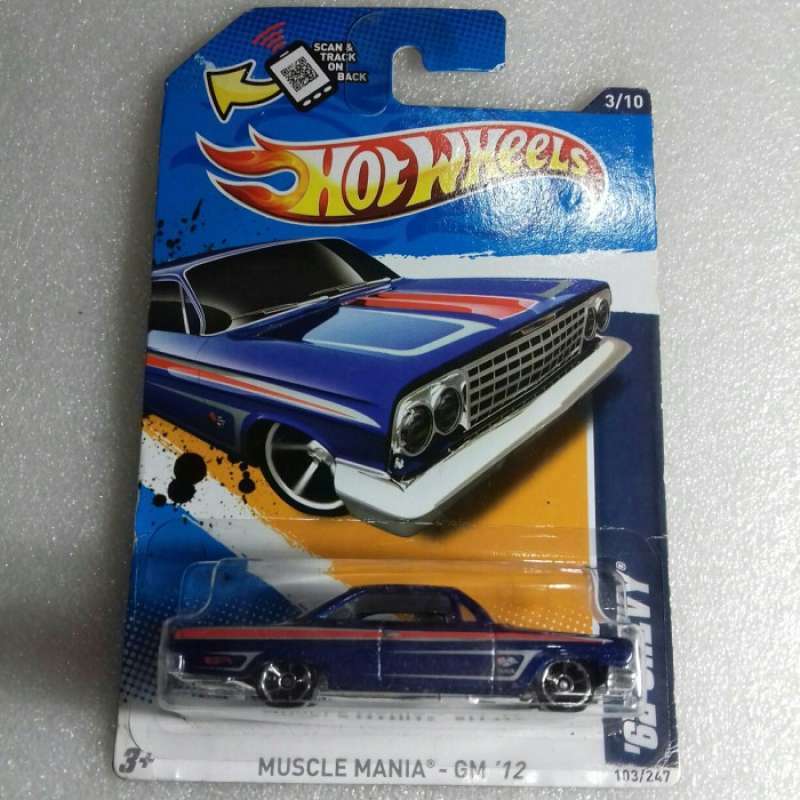 SCAN &
TRACK
ON
BACK
3/10
HOT WHEELS
'62 CHEVY®
3+
MUSCLE MANIA® - GM '12
103/247